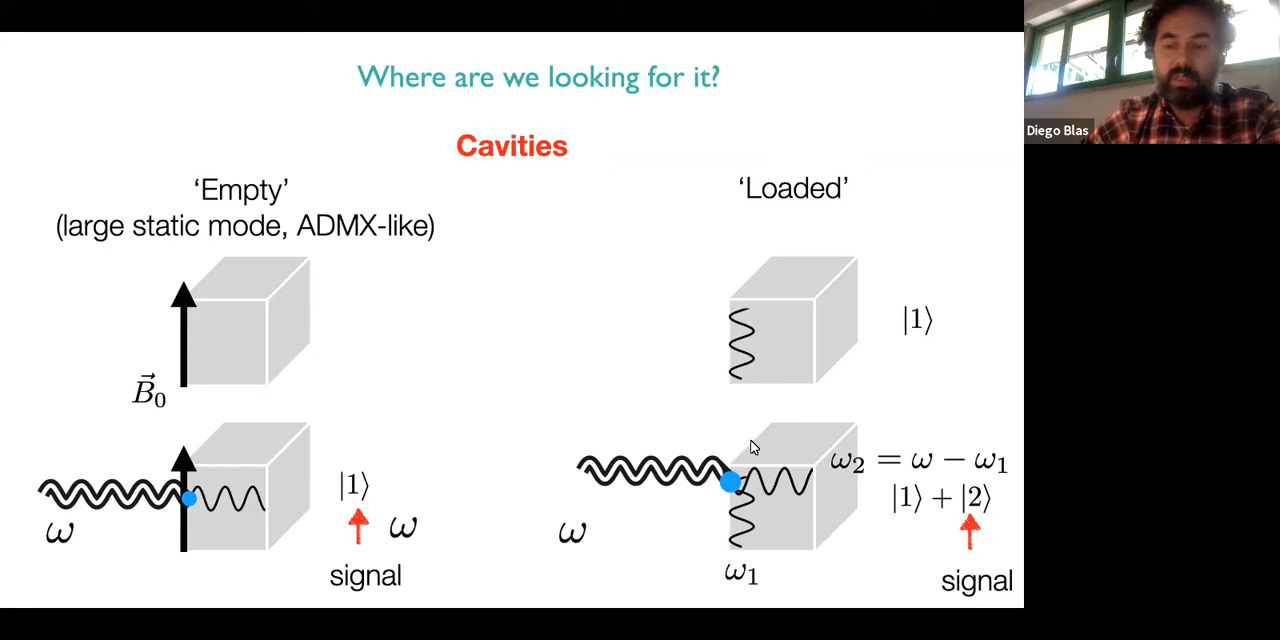 Where are we looking for it?
Diego Blas
Cavities
‘Empty’
(large static mode, ADMX-like)
‘Loaded’
|1⟩
B⃗₀
ω
|1⟩
ω
signal
ω
ω₁
ω₂ = ω − ω₁
|1⟩ + |2⟩
signal